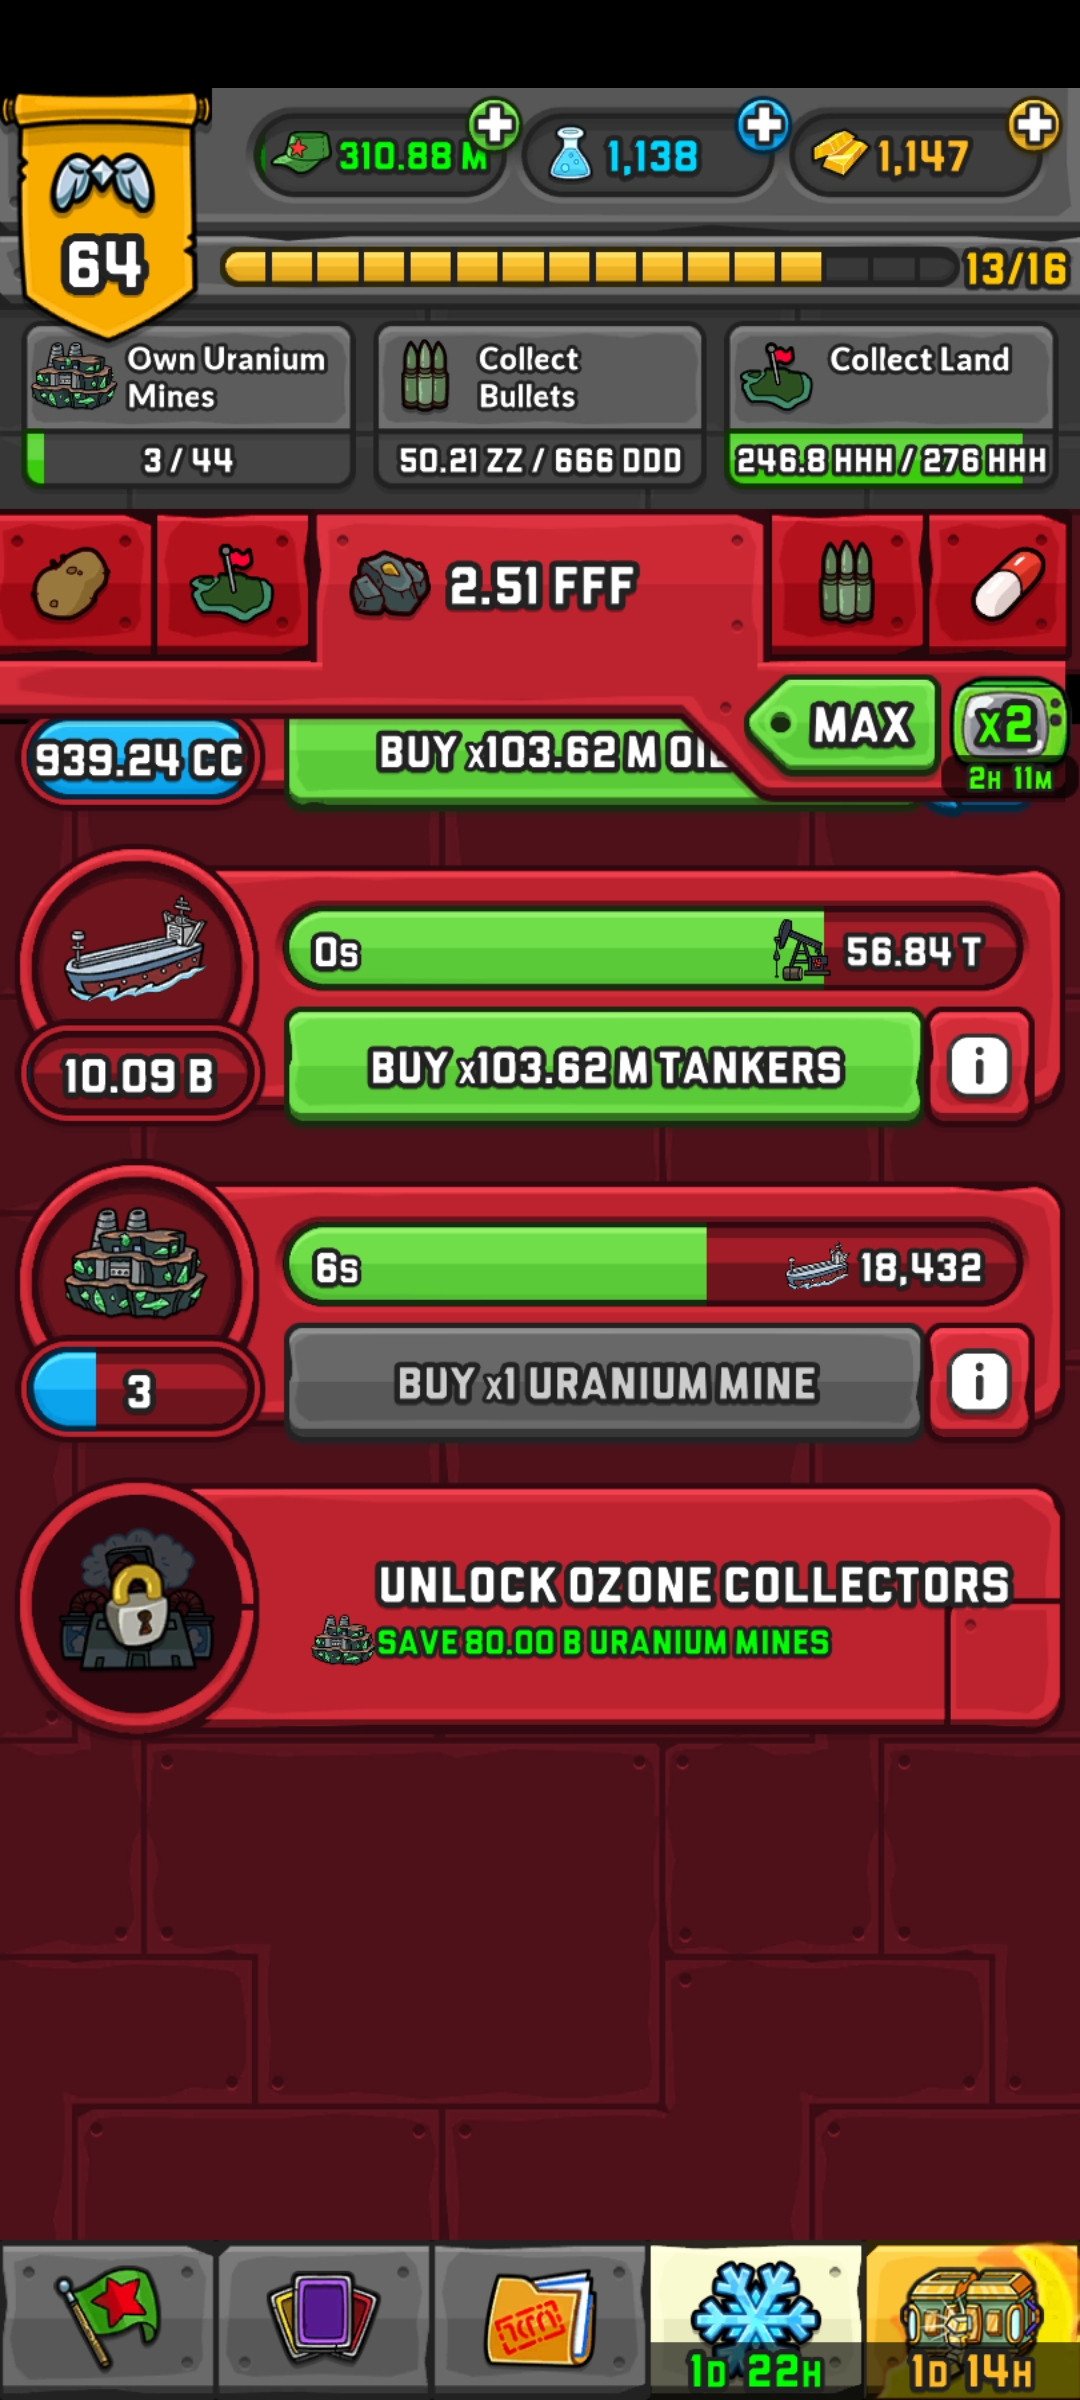 310.88 M
1,138
1,147
64
13/16
Own Uranium
Mines
3 / 44
Collect
Bullets
50.21 ZZ / 666 DDD
Collect Land
246.8 HHH / 276 HHH
2.51 FFF
MAX
X2
2H 11M
939.24 CC
BUY x103.62 M OIL
0s
56.84 T
10.09 B
BUY x103.62 M TANKERS
6s
18,432
3
BUY x1 URANIUM MINE
UNLOCK OZONE COLLECTORS
SAVE 80.00 B URANIUM MINES
1D 22H
1D 14H